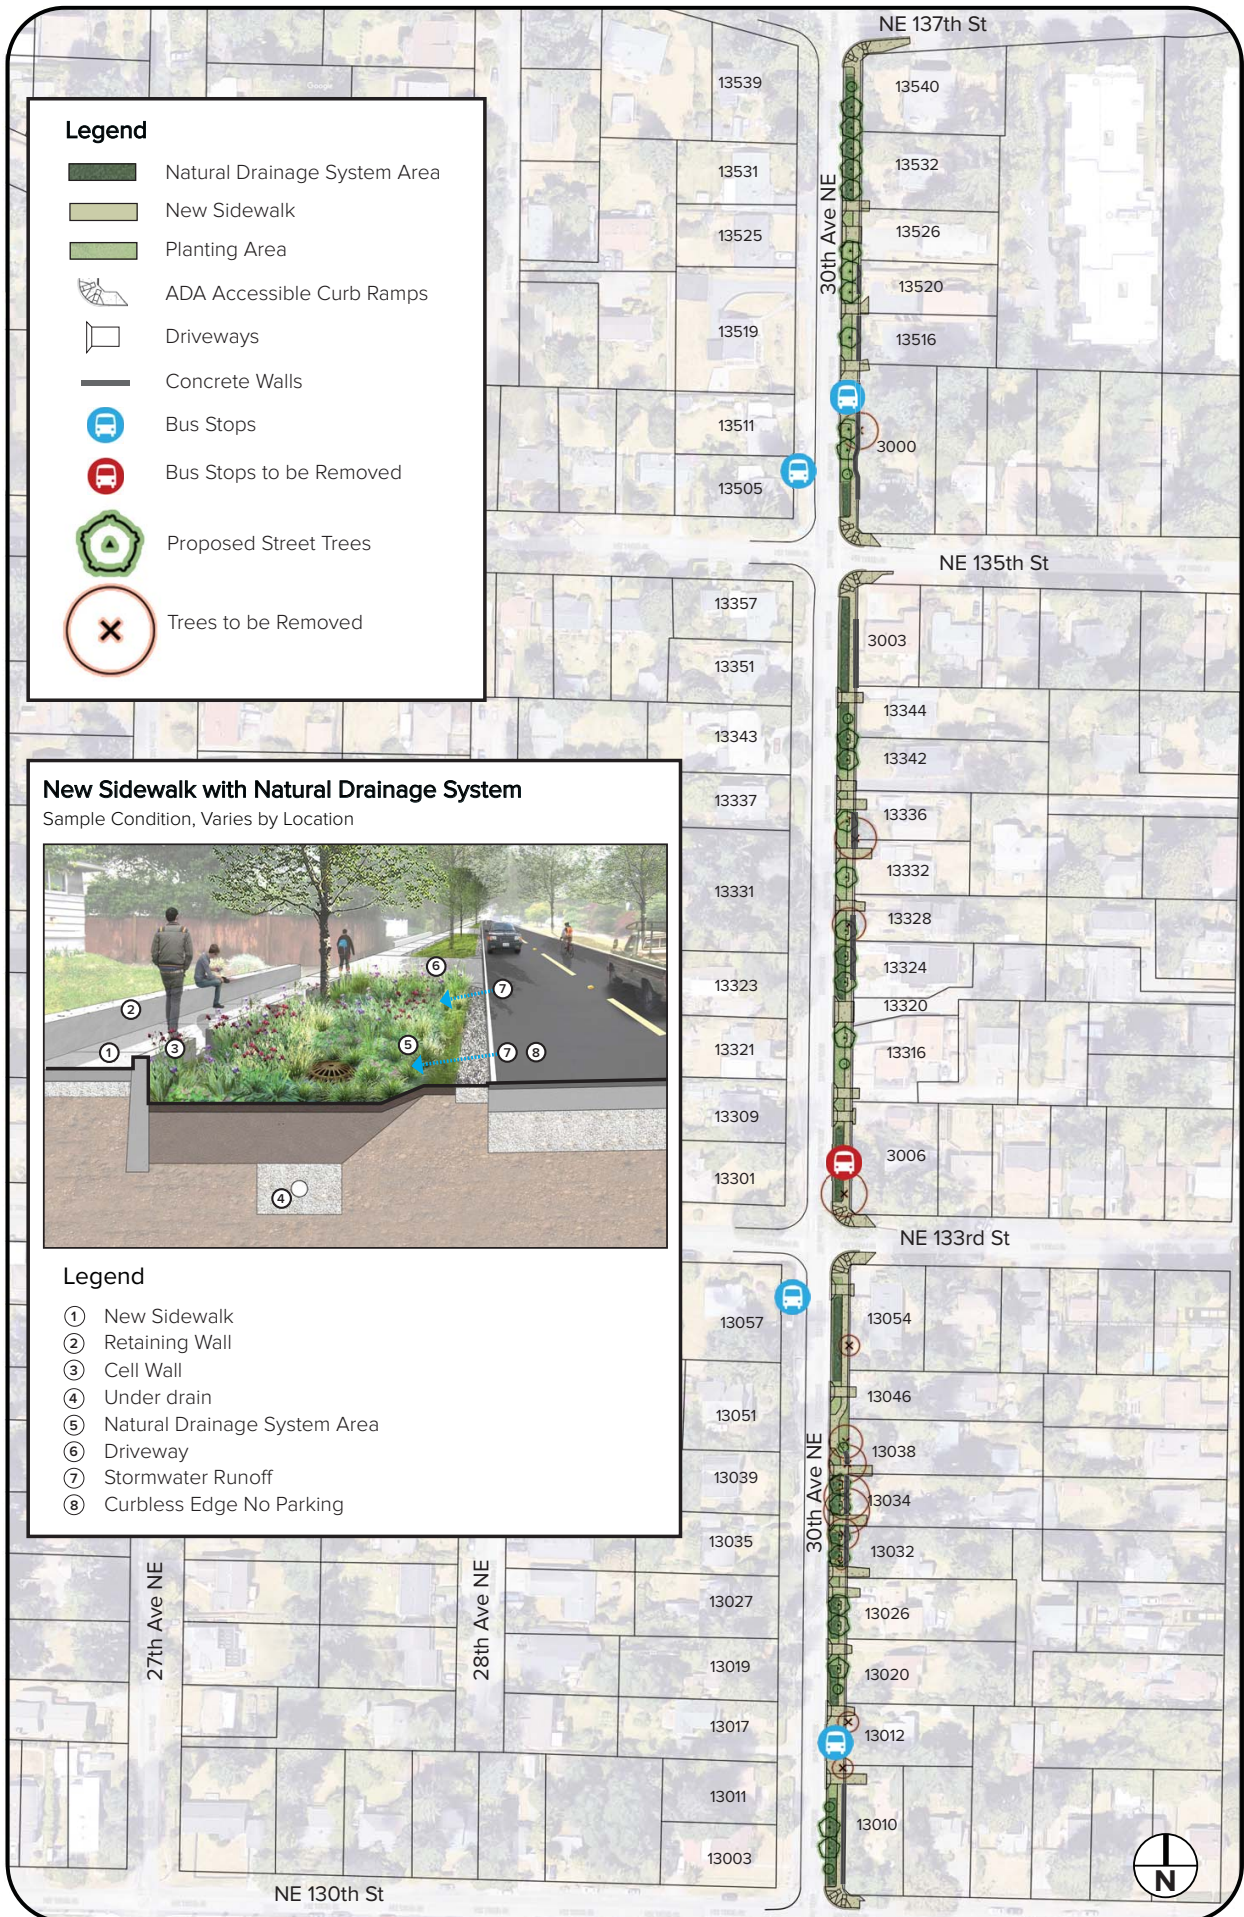 NE 137th St
13539
13540
13531
13532
13525
13526
30th Ave NE
13520
13519
13516
13511
3000
13505
NE 135th St
13357
3003
13351
13344
13343
13342
13337
13336
13332
13331
13328
13324
13323
13320
13321
13316
13309
3006
13301
NE 133rd St
13057
13054
13046
13051
13038
13039
13034
30th Ave NE
13035
13032
13027
13026
13019
13020
13017
13012
13011
13010
13003
27th Ave NE
28th Ave NE
NE 130th St
N
Legend
Natural Drainage System Area
New Sidewalk
Planting Area
ADA Accessible Curb Ramps
Driveways
Concrete Walls
Bus Stops
Bus Stops to be Removed
Proposed Street Trees
Trees to be Removed
New Sidewalk with Natural Drainage System
Sample Condition, Varies by Location
6
7
2
5
1
3
7 8
4
Legend
1 New Sidewalk
2 Retaining Wall
3 Cell Wall
4 Under drain
5 Natural Drainage System Area
6 Driveway
7 Stormwater Runoff
8 Curbless Edge No Parking